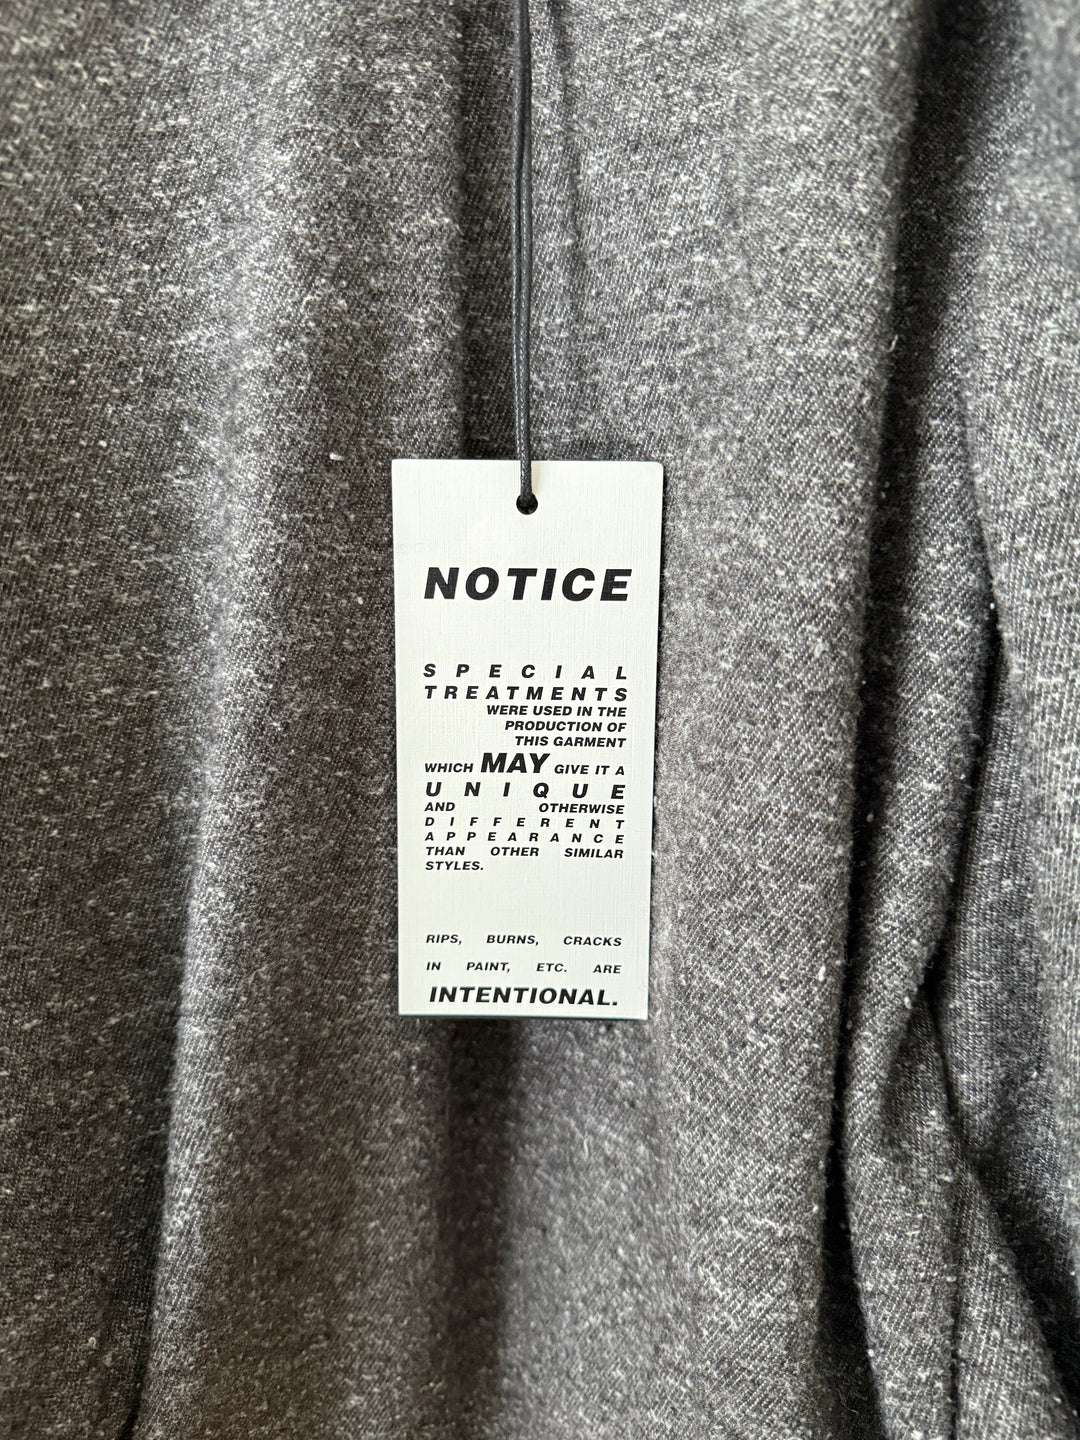 NOTICE
SPECIAL
TREATMENTS
WERE USED IN THE
PRODUCTION OF
THIS GARMENT
WHICH MAY GIVE IT A
UNIQUE
AND OTHERWISE
DIFFERENT
APPEARANCE
THAN OTHER SIMILAR
STYLES.
RIPS, BURNS, CRACKS
IN PAINT, ETC. ARE
INTENTIONAL.